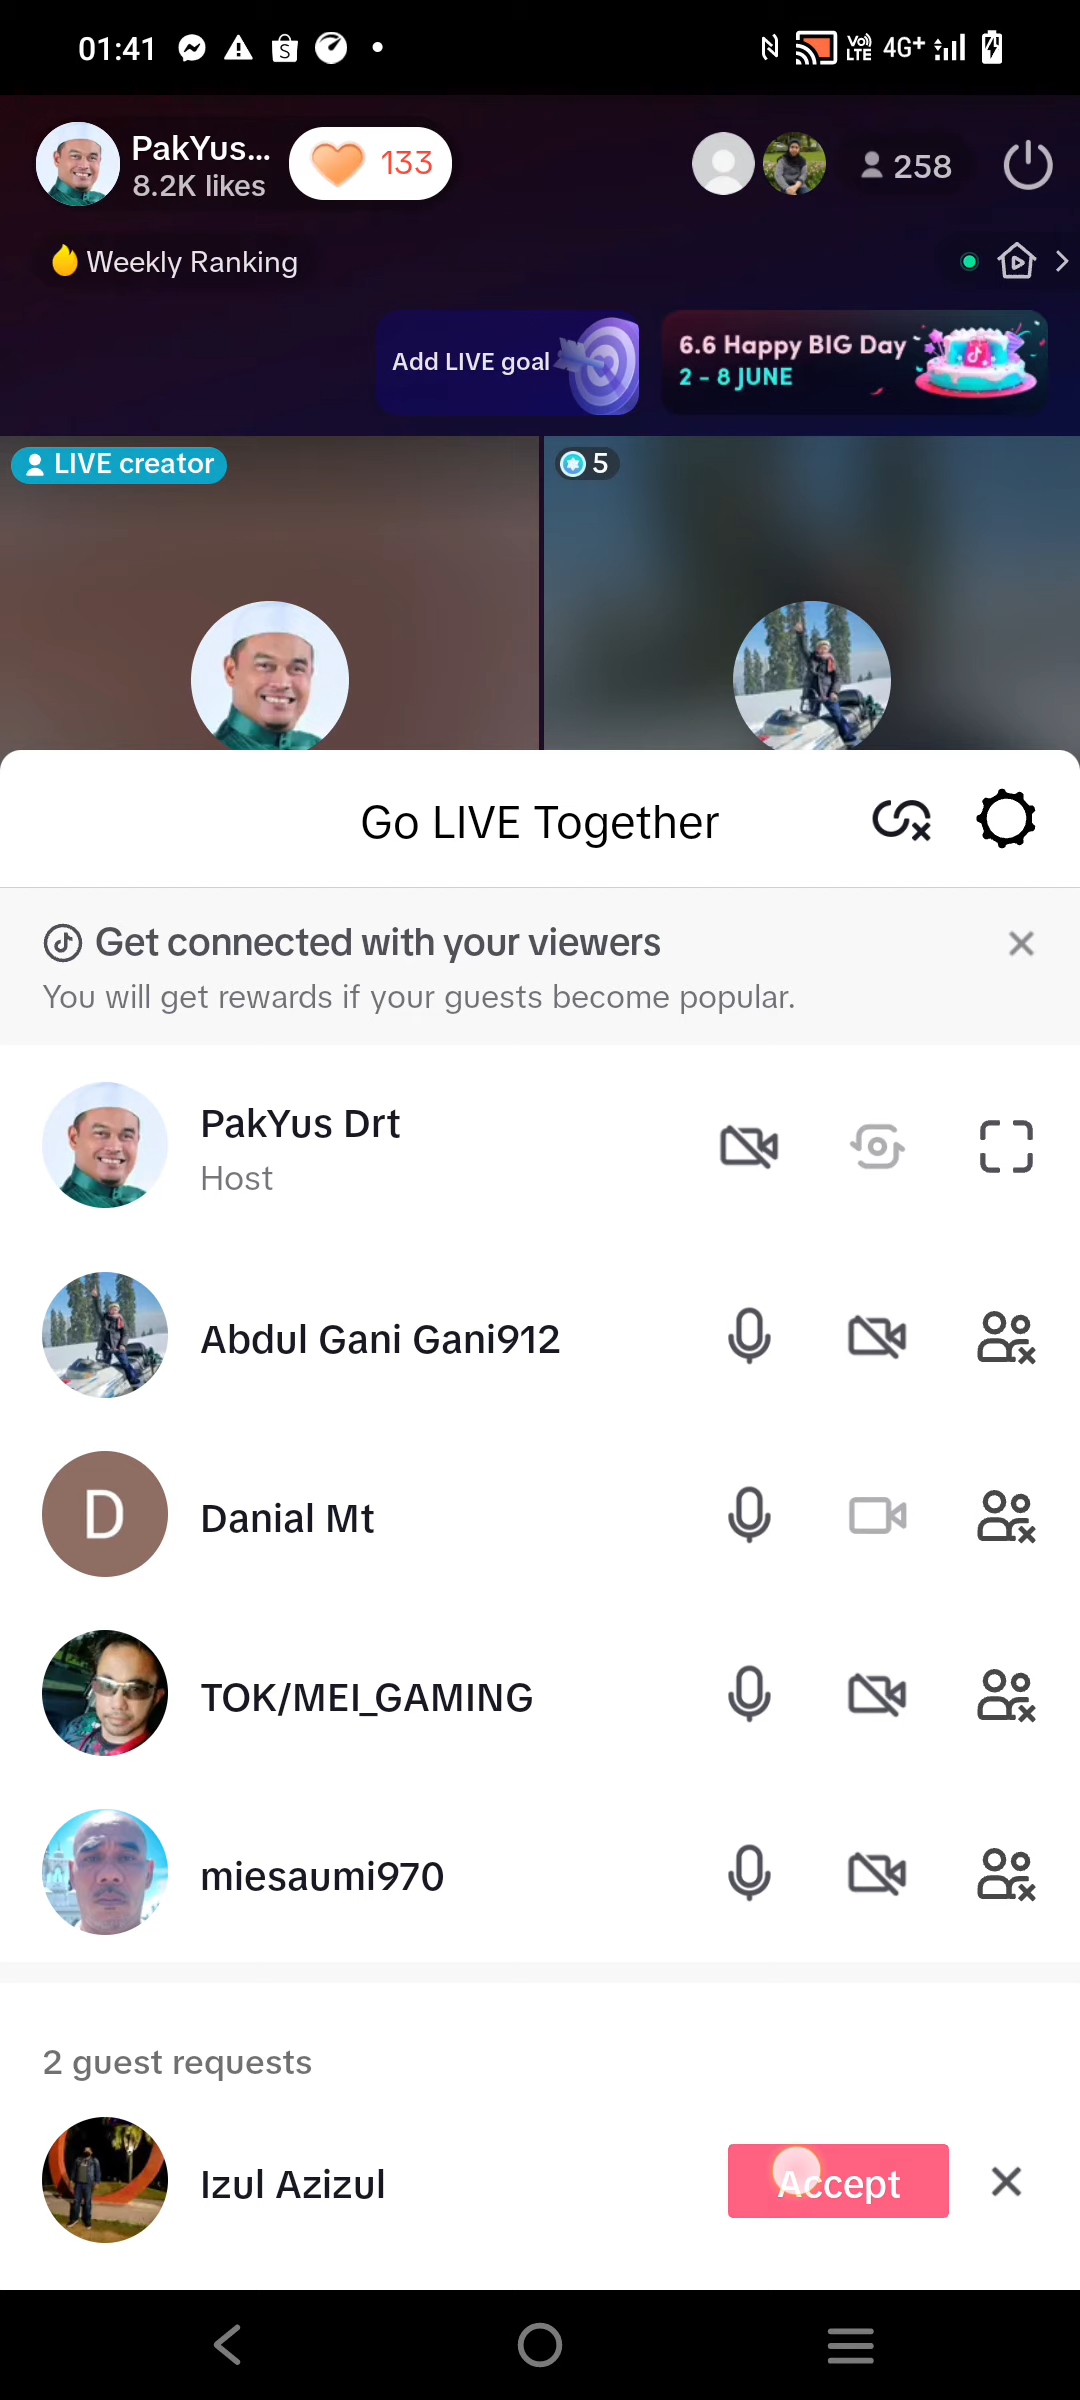 01:41
4G+
PakYus...
8.2K likes
133
258
Weekly Ranking
Add LIVE goal
6.6 Happy BIG Day
2 - 8 JUNE
LIVE creator
5
Go LIVE Together
Get connected with your viewers
You will get rewards if your guests become popular.
PakYus Drt
Host
Abdul Gani Gani912
D
Danial Mt
TOK/MEI_GAMING
miesaumi970
2 guest requests
Izul Azizul
Accept